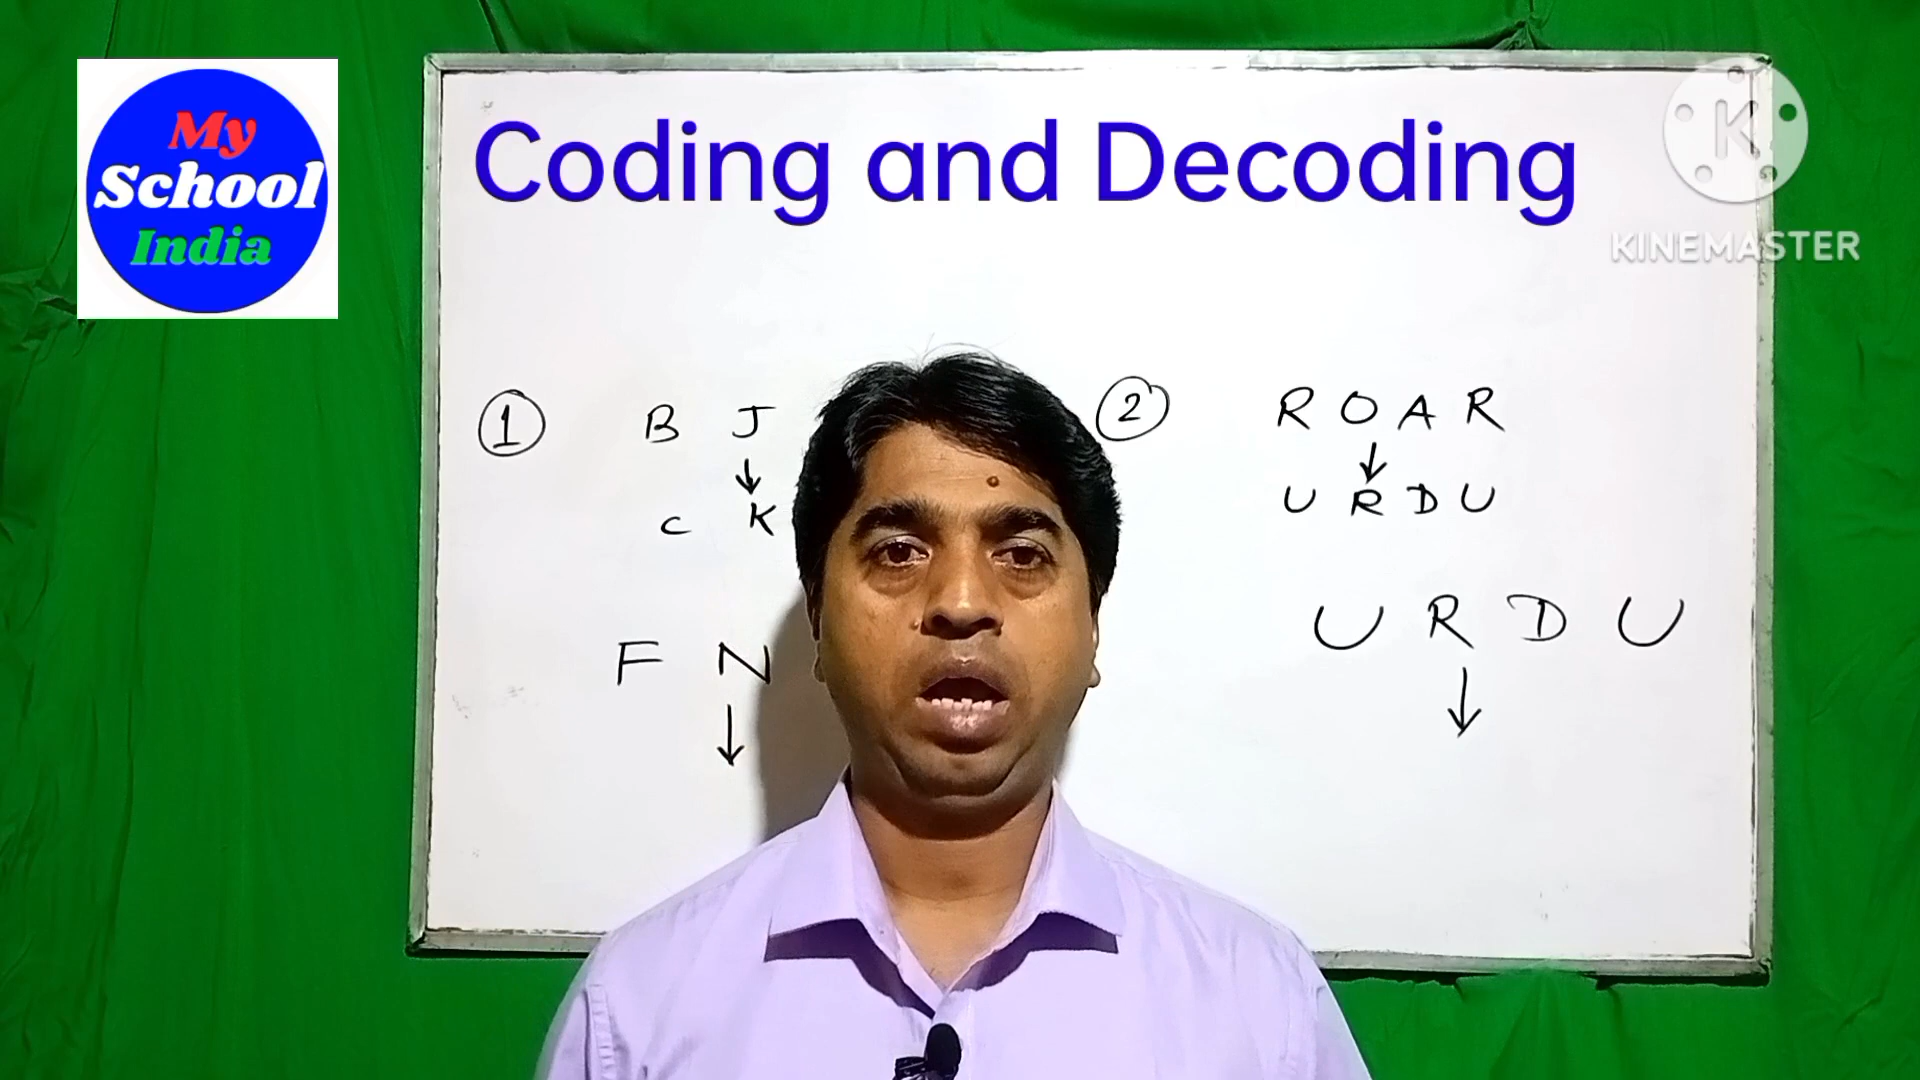 My
School
India
Coding and Decoding
K
KINEMASTER
1 B J
C K
F N
2 R O A R
U R D U
U R D U